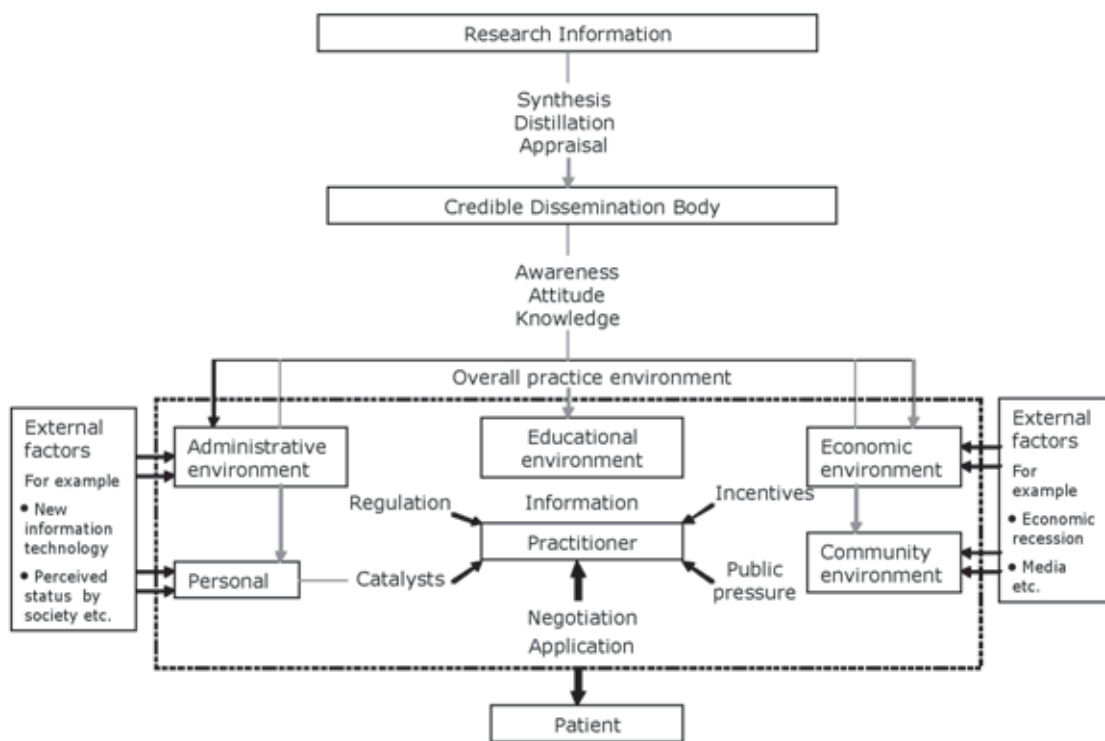 Research Information
Synthesis
Distillation
Appraisal
Credible Dissemination Body
Awareness
Attitude
Knowledge
Overall practice environment
External
factors
For example
• New
information
technology
• Perceived
status by
society etc.
Administrative
environment
Educational
environment
Economic
environment
External
factors
For
example
• Economic
recession
• Media
etc.
Regulation
Information
Incentives
Practitioner
Personal
Catalysts
Public
pressure
Community
environment
Negotiation
Application
Patient